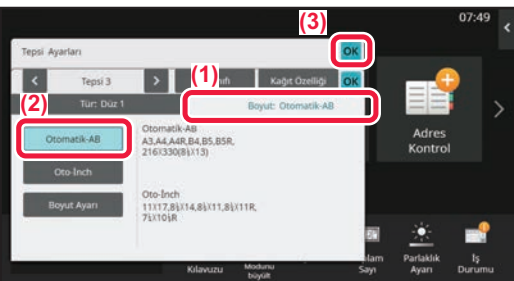 (3)
07:49
Tepsi Ayarları
OK
Tepsi 3
(1)
Kağıt Özelliği
OK
(2)
Tür: Düz 1
Boyut: Otomatik-AB
Otomatik-AB
Otomatik-AB
A3,A4,A4R,B4,B5,B5R,
216X330(8½X13)
Oto-İnch
Oto-İnch
11X17,8½X14,8½X11,8½X11R,
7¼X10½R
Boyut Ayarı
Adres
Kontrol
Kılavuzu
Modunu
büyült
Sayı
Parlaklık
Ayarı
İş
Durumu